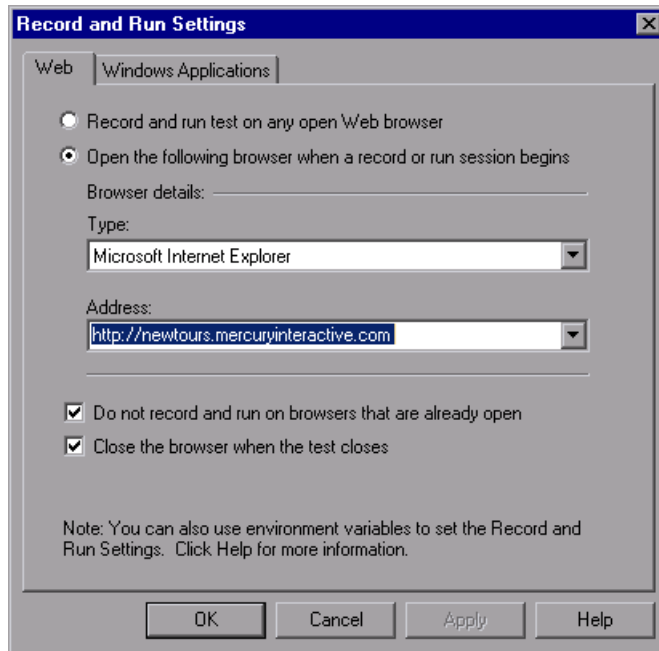 Record and Run Settings
Web
Windows Applications
Record and run test on any open Web browser
Open the following browser when a record or run session begins
Browser details:
Type:
Microsoft Internet Explorer
Address:
http://newtours.mercuryinteractive.com
Do not record and run on browsers that are already open
Close the browser when the test closes
Note: You can also use environment variables to set the Record and
Run Settings.  Click Help for more information.
OK
Cancel
Apply
Help